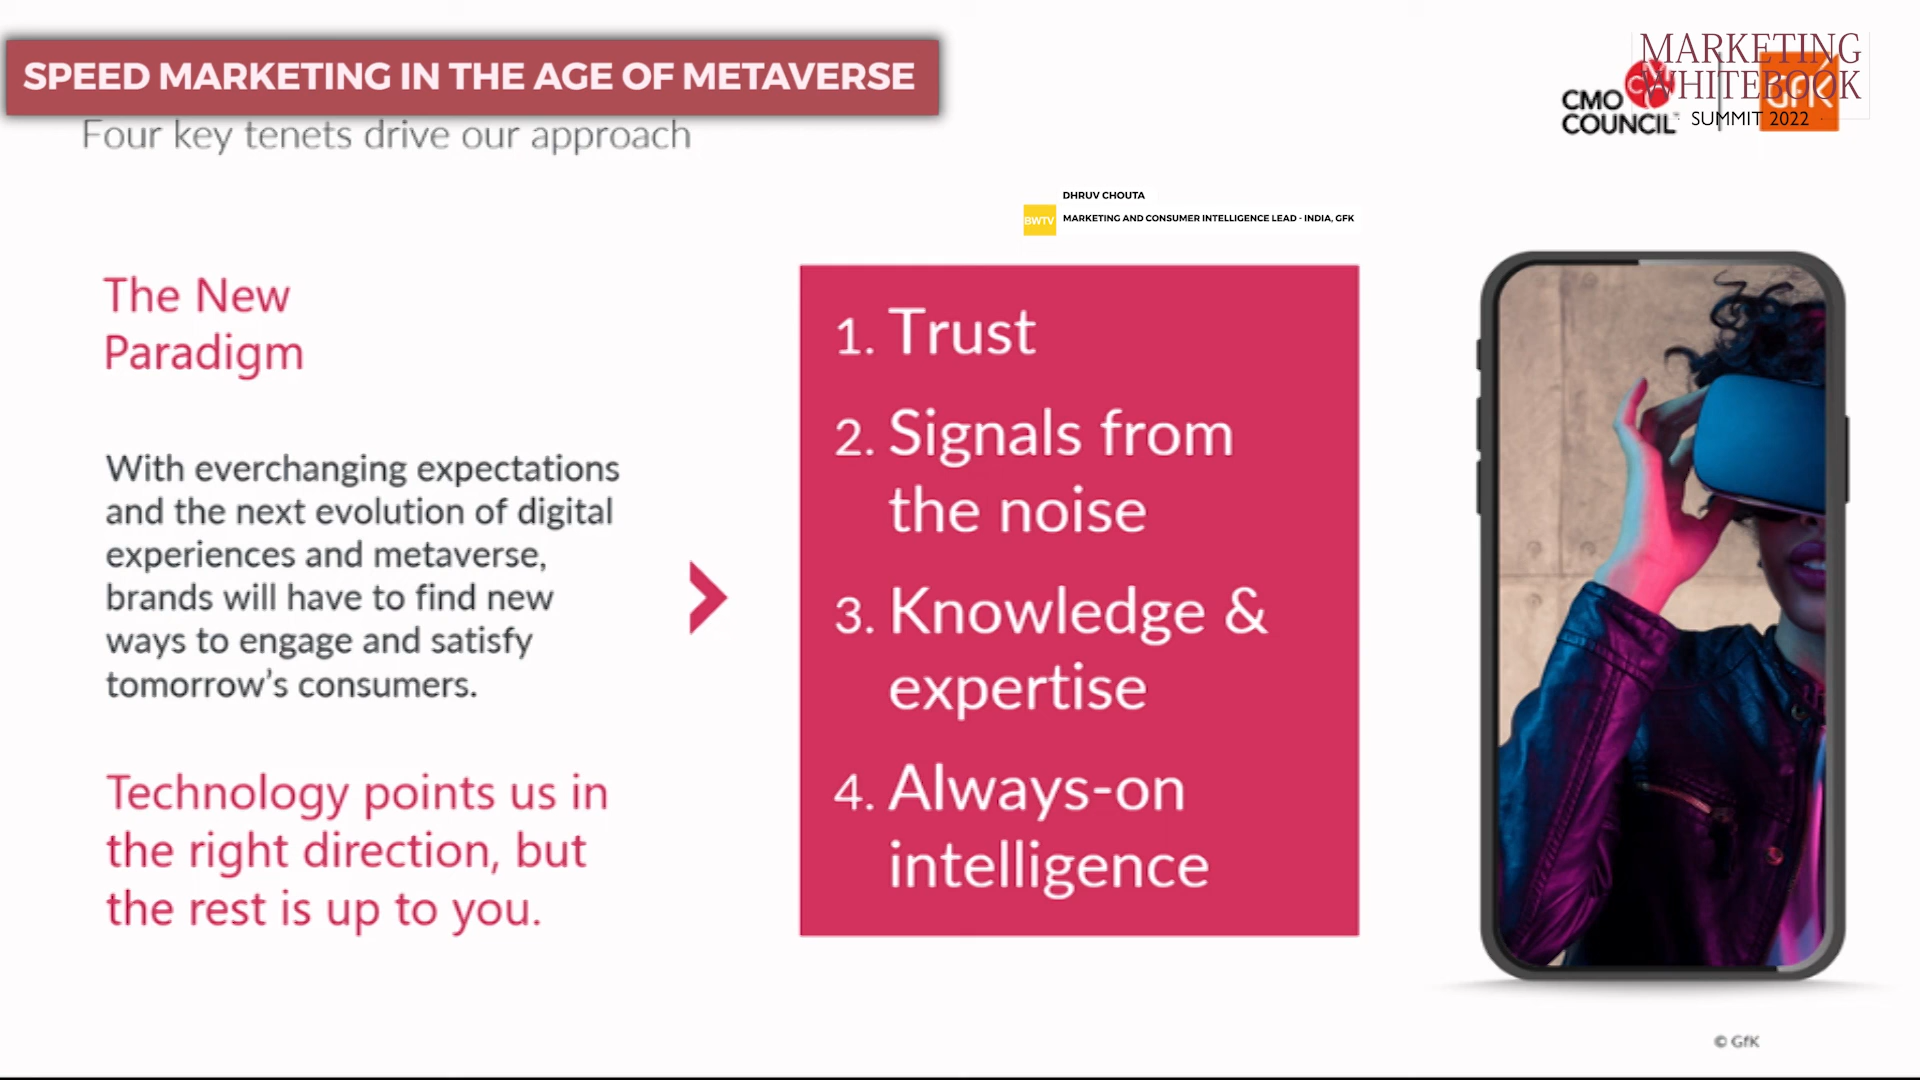 SPEED MARKETING IN THE AGE OF METAVERSE
Four key tenets drive our approach
CMO
COUNCIL
CM
GfK
MARKETING
WHITEBOOK
SUMMIT 2022
DHRUV CHOUTA
BWTV
MARKETING AND CONSUMER INTELLIGENCE LEAD - INDIA, GFK
The New
Paradigm
With everchanging expectations
and the next evolution of digital
experiences and metaverse,
brands will have to find new
ways to engage and satisfy
tomorrow's consumers.
Technology points us in
the right direction, but
the rest is up to you.
1. Trust
2. Signals from
the noise
3. Knowledge &
expertise
4. Always-on
intelligence
© GfK